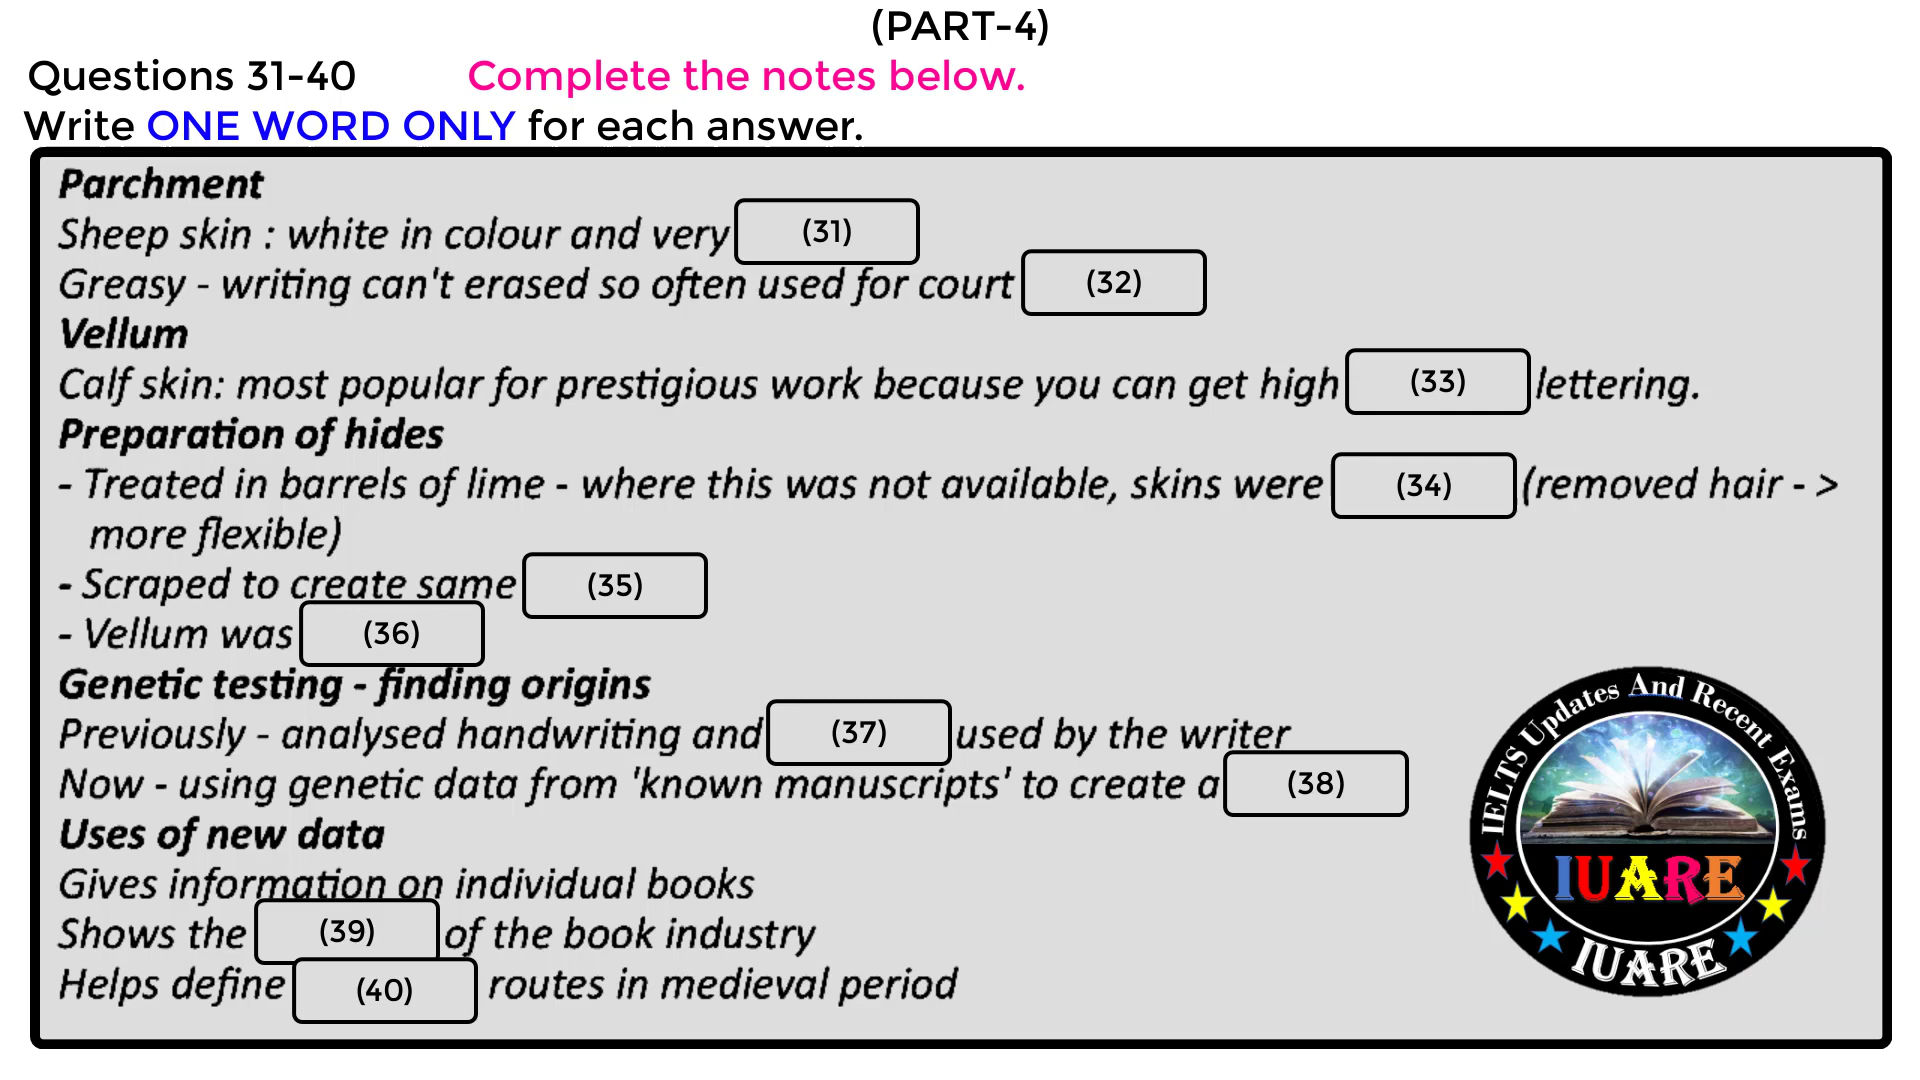 (PART-4)
Questions 31-40 Complete the notes below.
Write ONE WORD ONLY for each answer.
Parchment
Sheep skin : white in colour and very (31)
Greasy - writing can't erased so often used for court (32)
Vellum
Calf skin: most popular for prestigious work because you can get high (33) lettering.
Preparation of hides
- Treated in barrels of lime - where this was not available, skins were (34) (removed hair - >
more flexible)
- Scraped to create same (35)
- Vellum was (36)
Genetic testing - finding origins
Previously - analysed handwriting and (37) used by the writer
Now - using genetic data from 'known manuscripts' to create a (38)
Uses of new data
Gives information on individual books
Shows the (39) of the book industry
Helps define (40) routes in medieval period
IELTS Updates And Recent Exams
IUARE
IUARE